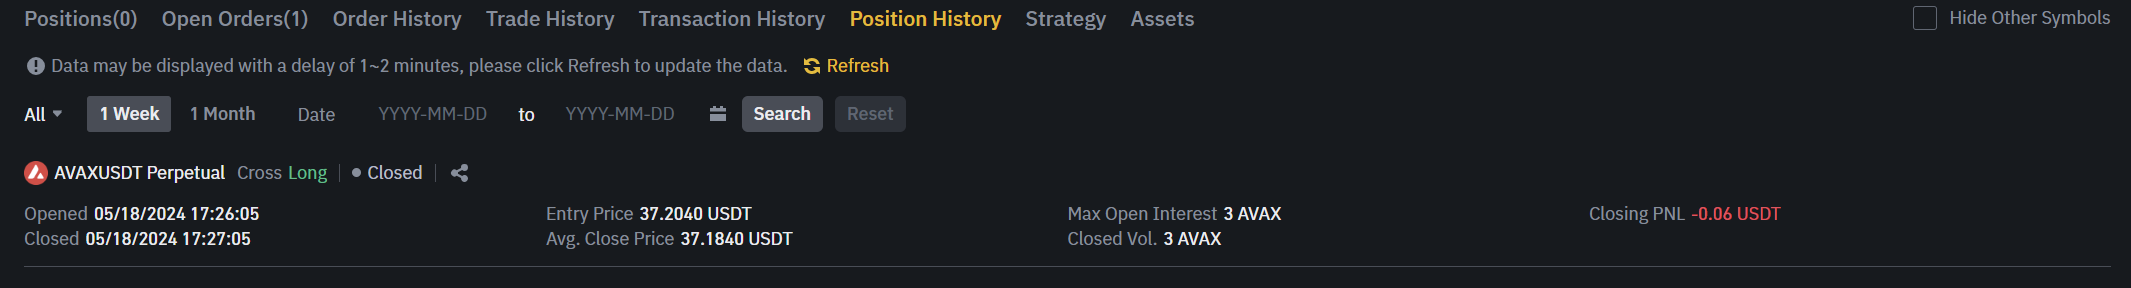 Positions(0) Open Orders(1) Order History Trade History Transaction History Position History Strategy Assets Hide Other Symbols
Data may be displayed with a delay of 1~2 minutes, please click Refresh to update the data. Refresh
All 1 Week 1 Month Date YYYY-MM-DD to YYYY-MM-DD Search Reset
AVAXUSDT Perpetual Cross Long Closed
Opened 05/18/2024 17:26:05 Entry Price 37.2040 USDT Max Open Interest 3 AVAX Closing PNL -0.06 USDT
Closed 05/18/2024 17:27:05 Avg. Close Price 37.1840 USDT Closed Vol. 3 AVAX